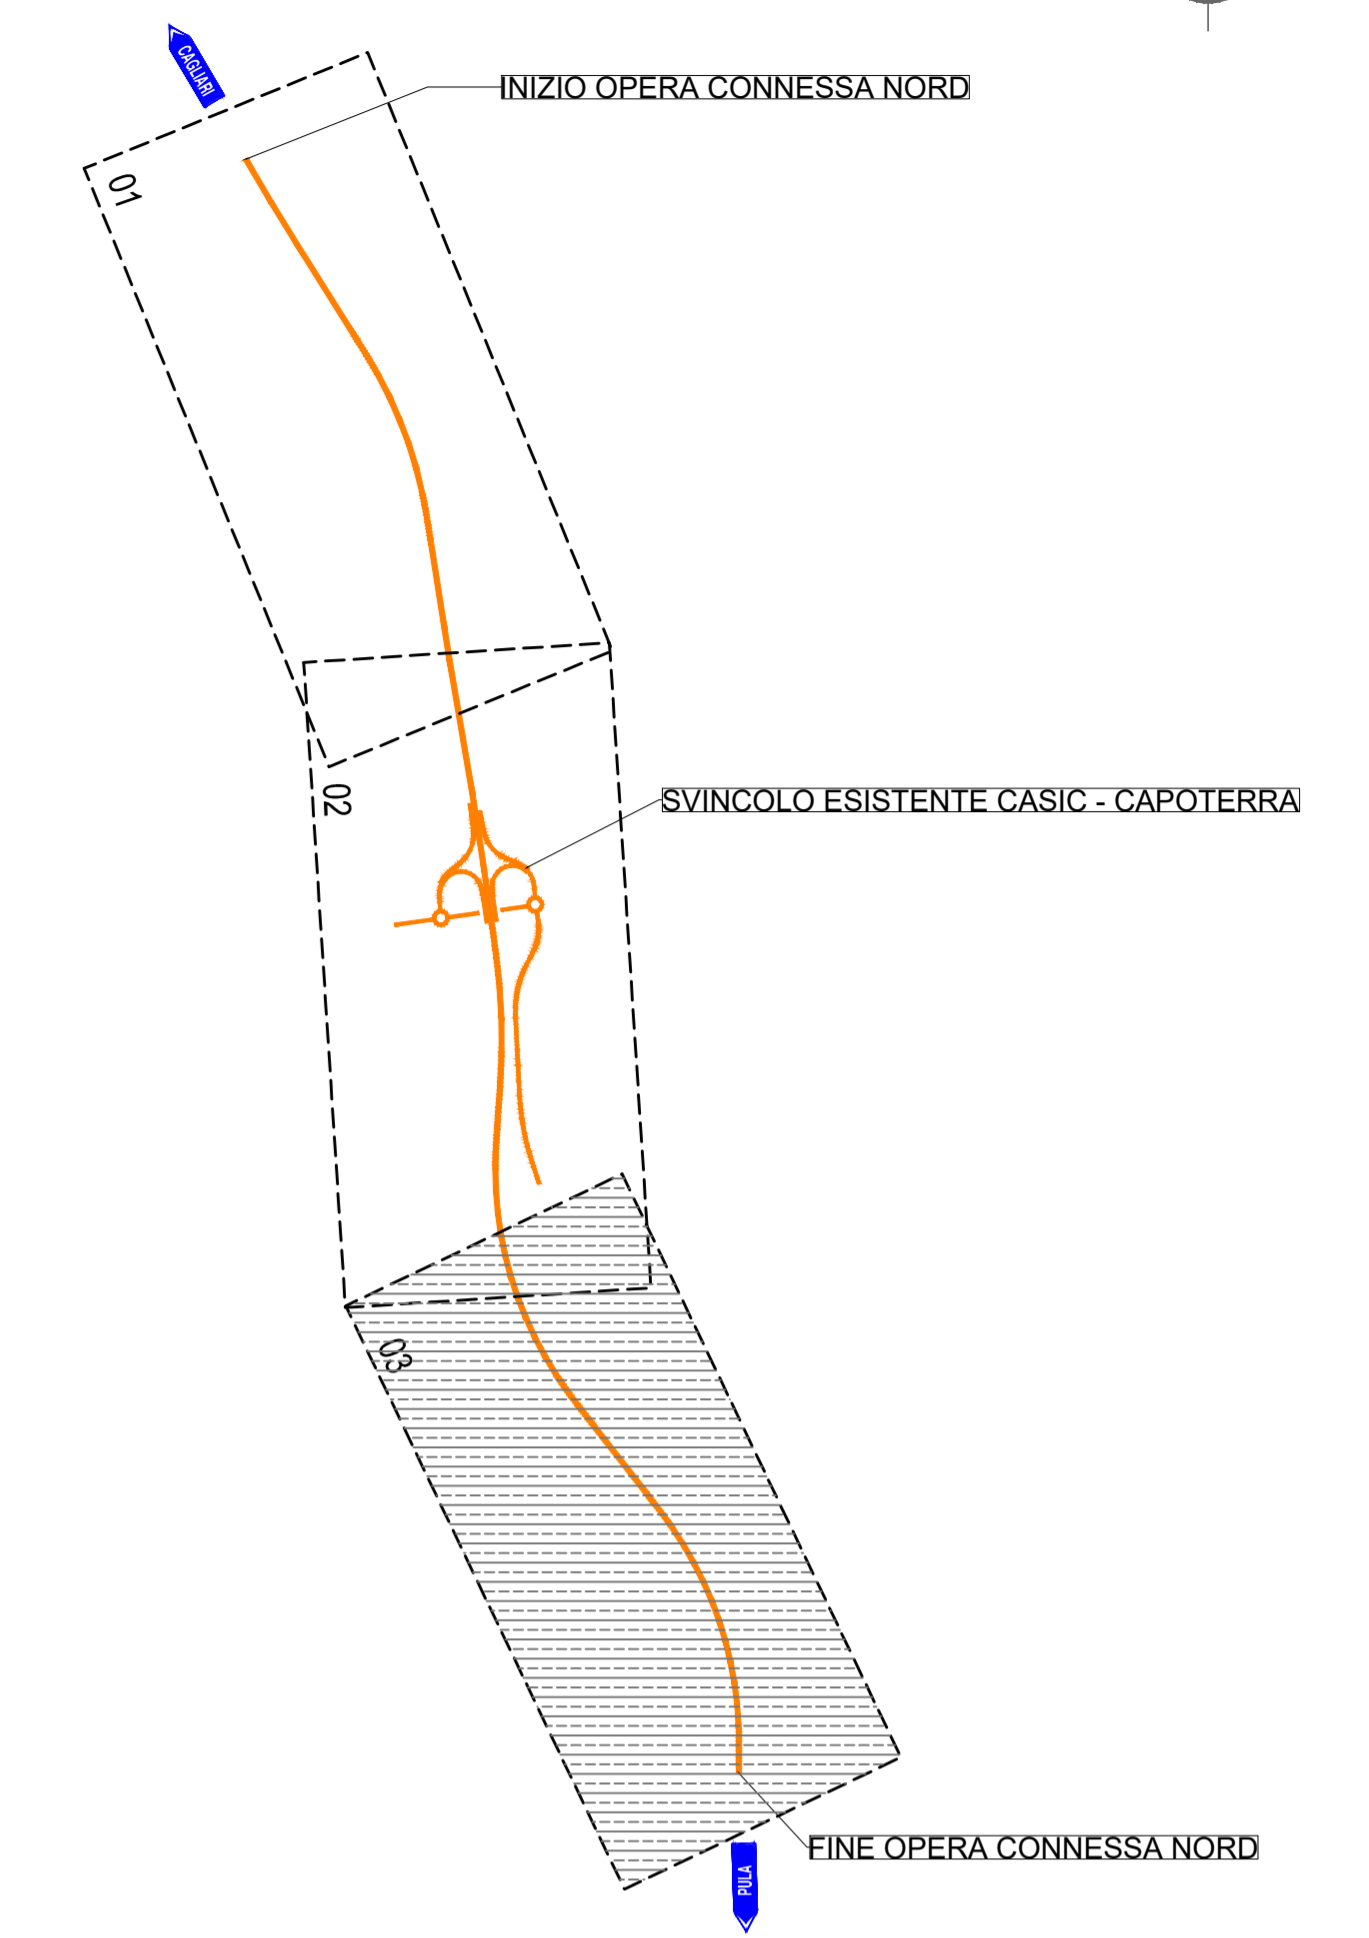 CAGLIARI
INIZIO OPERA CONNESSA NORD
01
02
SVINCOLO ESISTENTE CASIC - CAPOTERRA
03
FINE OPERA CONNESSA NORD
PULA